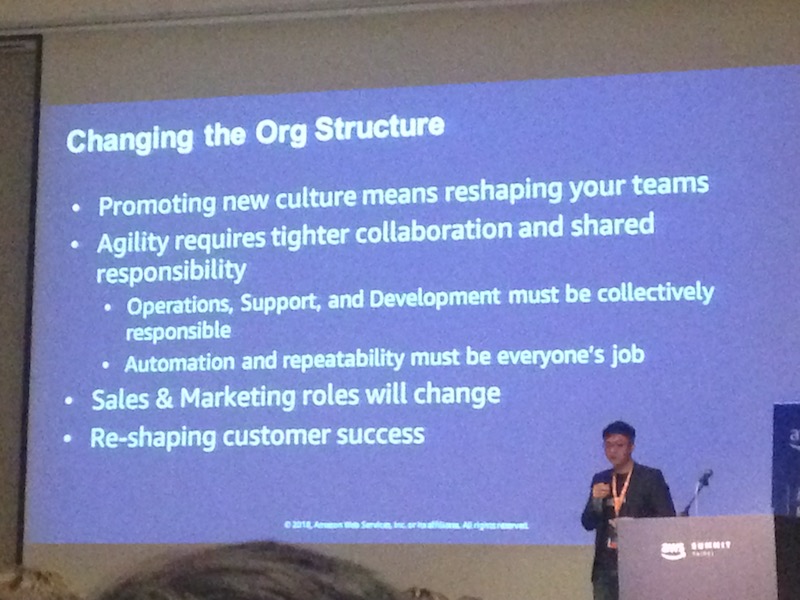 Changing the Org Structure
• Promoting new culture means reshaping your teams
• Agility requires tighter collaboration and shared
responsibility
• Operations, Support, and Development must be collectively
responsible
• Automation and repeatability must be everyone's job
• Sales & Marketing roles will change
• Re-shaping customer success
© 2018, Amazon Web Services, Inc. or its affiliates. All rights reserved.
aws SUMMIT
TAIPEI